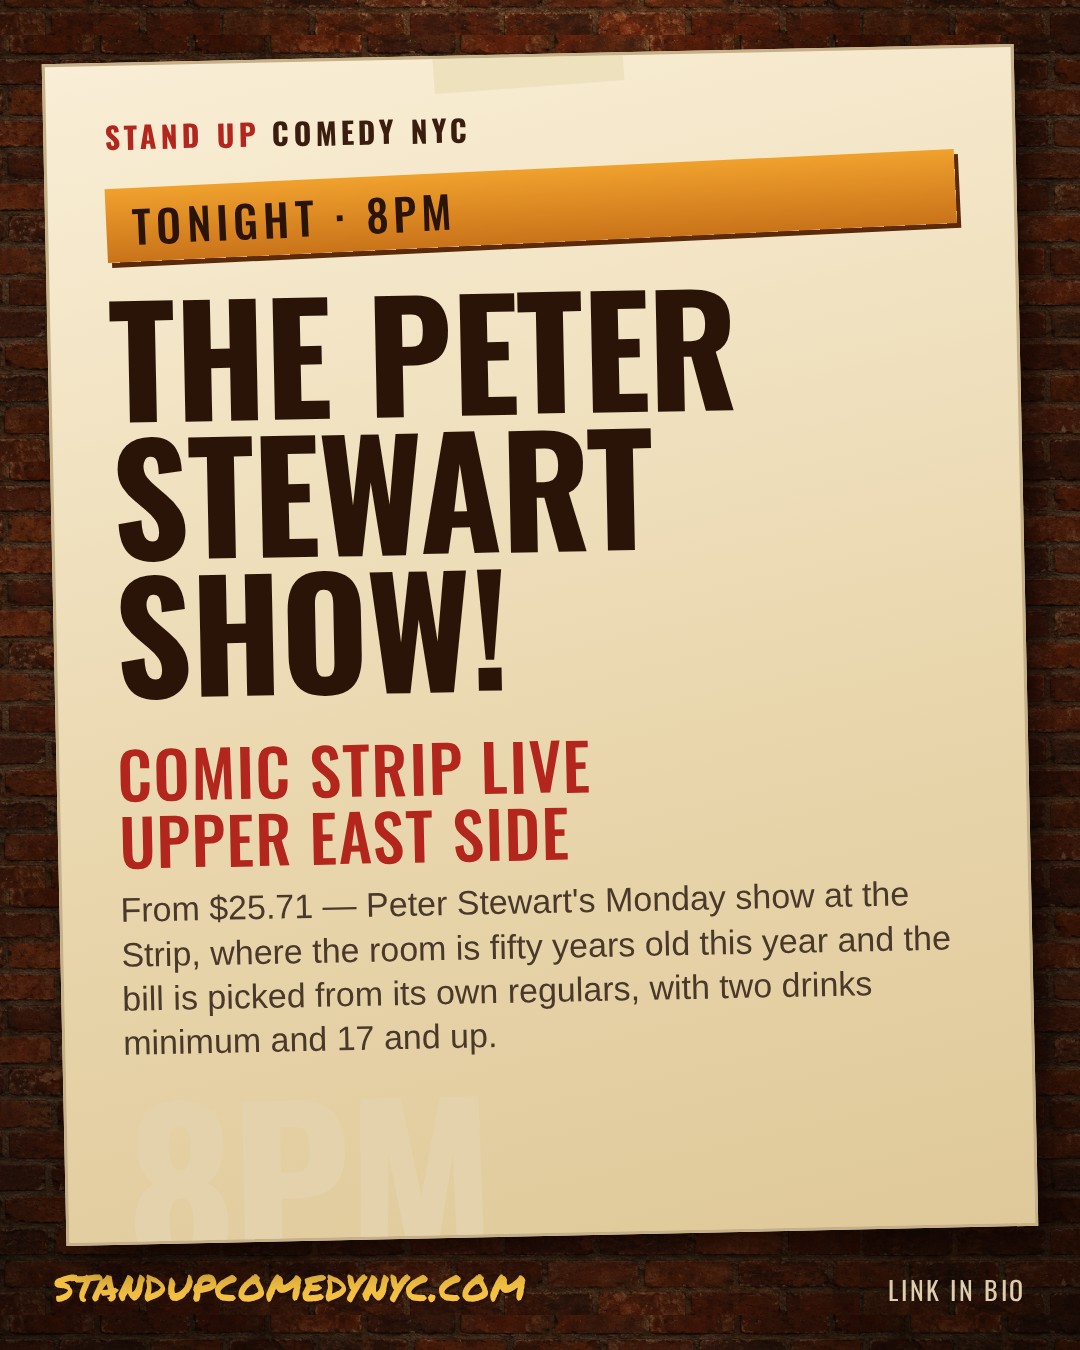 STAND UP COMEDY NYC
TONIGHT · 8PM
THE PETER
STEWART
SHOW!
COMIC STRIP LIVE
UPPER EAST SIDE
From $25.71 — Peter Stewart's Monday show at the
Strip, where the room is fifty years old this year and the
bill is picked from its own regulars, with two drinks
minimum and 17 and up.
8PM
STANDUPCOMEDYNYC.COM
LINK IN BIO